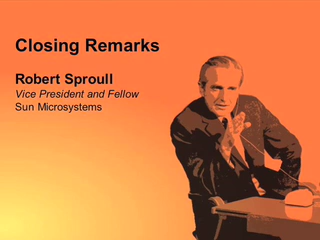 Closing Remarks
Robert Sproull
Vice President and Fellow
Sun Microsystems